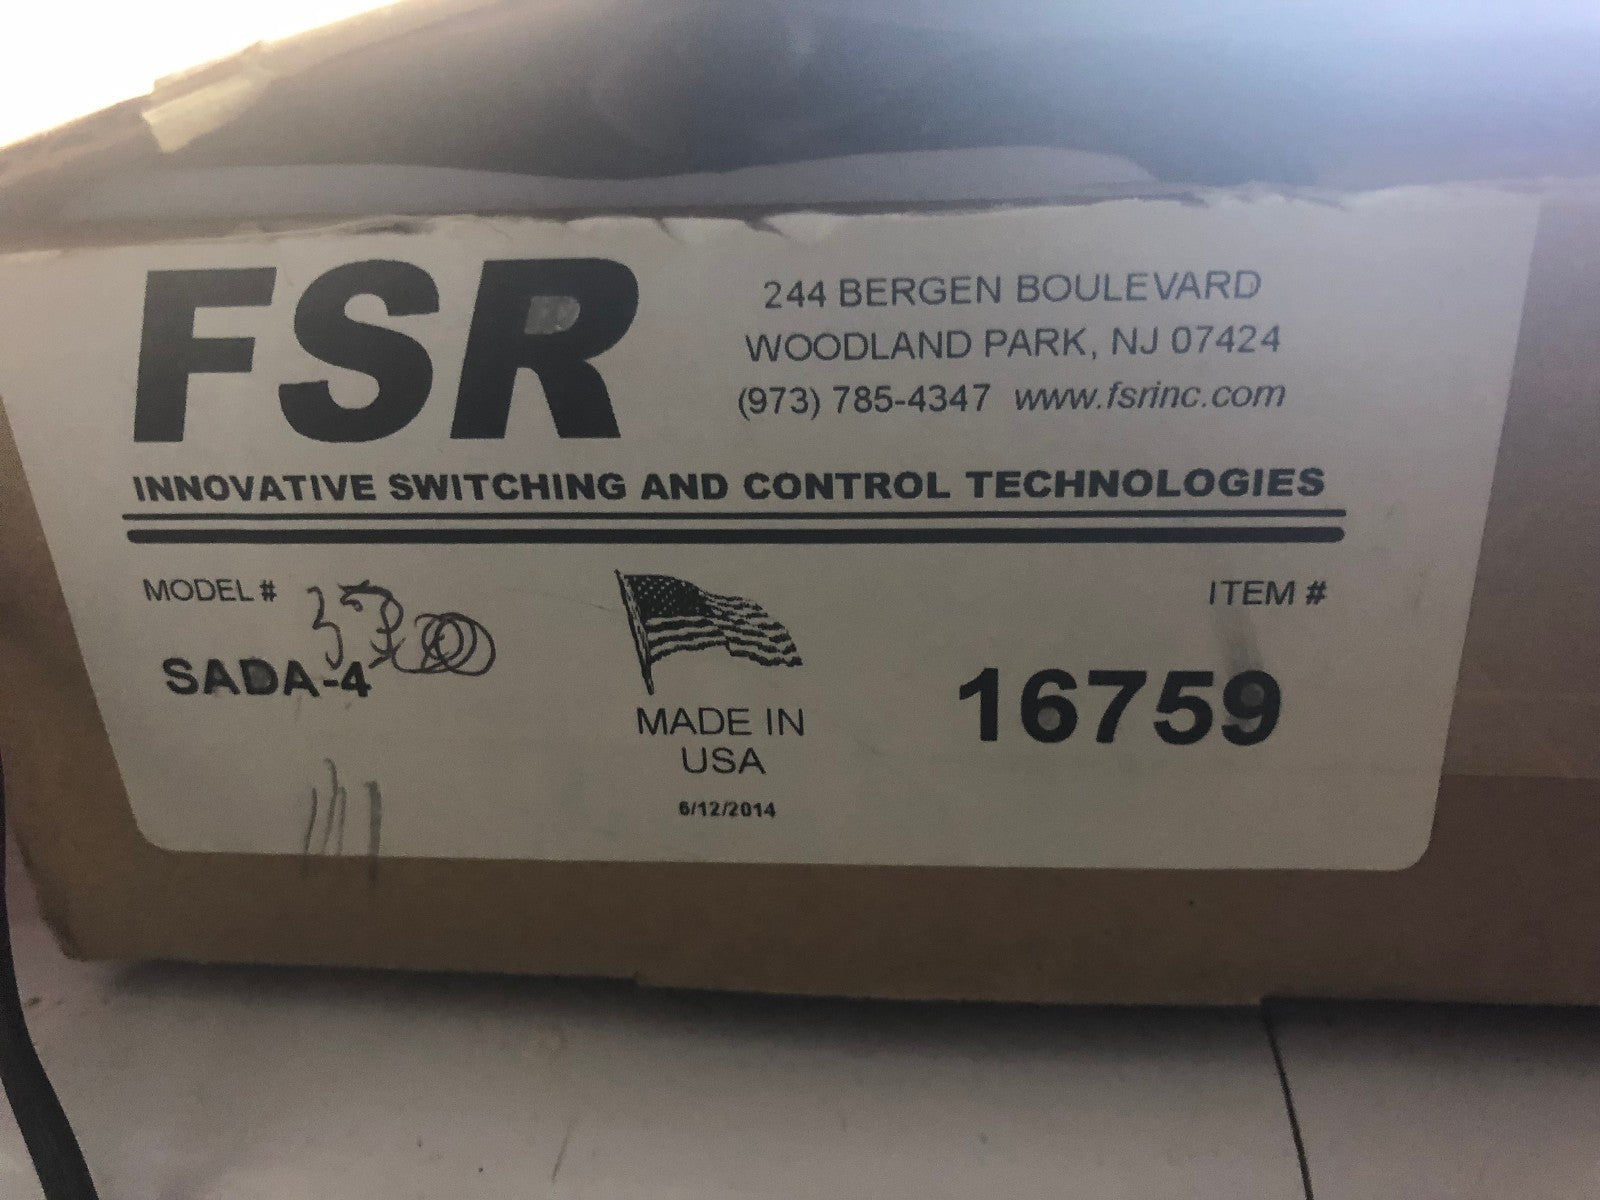 FSR
244 BERGEN BOULEVARD
WOODLAND PARK, NJ 07424
(973) 785-4347 www.fsrinc.com
INNOVATIVE SWITCHING AND CONTROL TECHNOLOGIES
MODEL #
SADA-4
MADE IN
USA
6/12/2014
ITEM #
16759